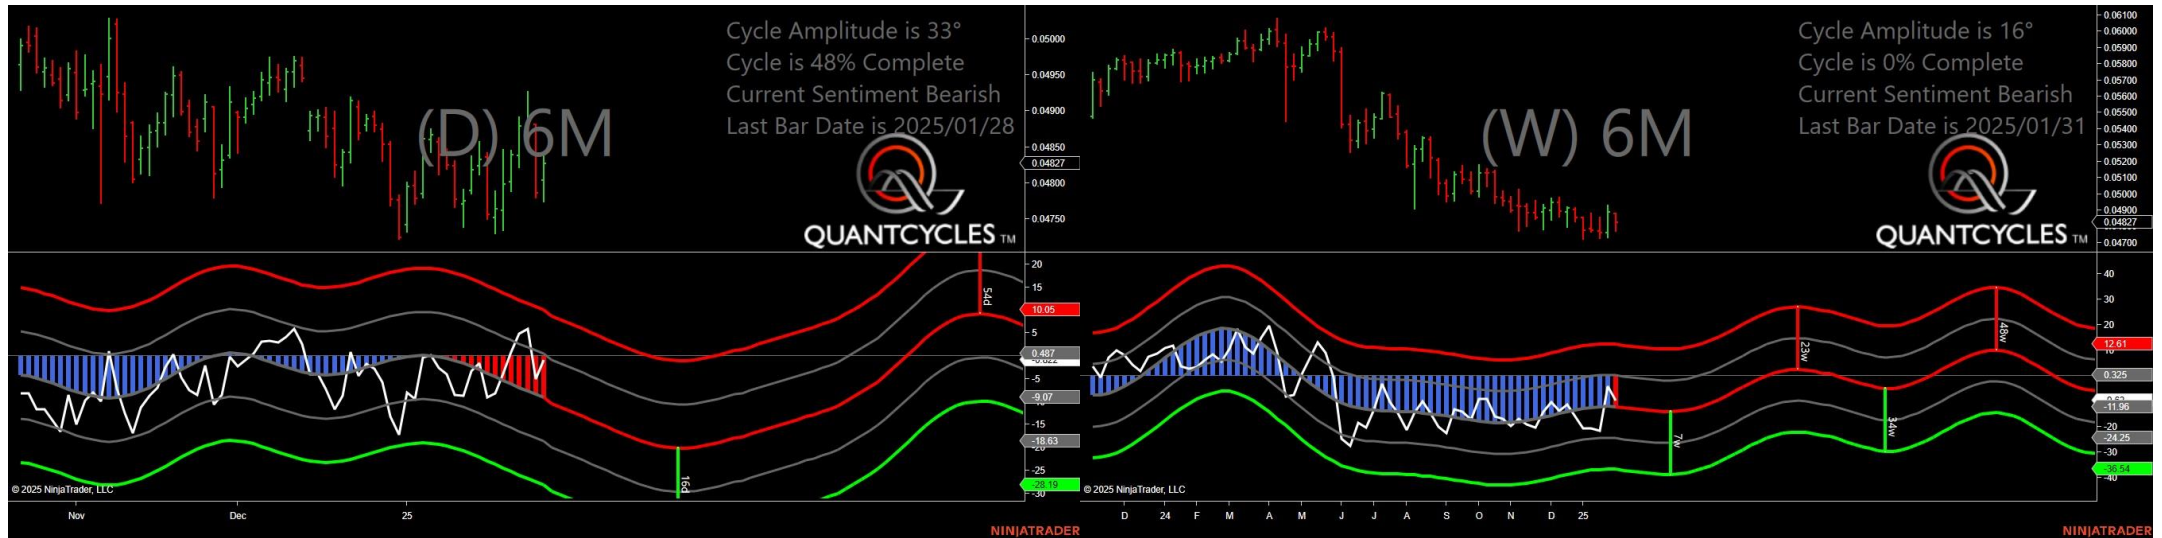 Cycle Amplitude is 33°
Cycle is 48% Complete
Current Sentiment Bearish
Last Bar Date is 2025/01/28
(D) 6M
QUANTCYCLES TM
0.05000
0.04950
0.04900
0.04850
0.04827
0.04800
0.04750
20
15
10.05
5
0.487
-5
-9.07
-15
-18.63
-25
-28.19
-30
54d
16d
© 2025 NinjaTrader, LLC
Nov
Dec
25
NINJATRADER
Cycle Amplitude is 16°
Cycle is 0% Complete
Current Sentiment Bearish
Last Bar Date is 2025/01/31
(W) 6M
QUANTCYCLES TM
0.06100
0.06000
0.05900
0.05800
0.05700
0.05600
0.05500
0.05400
0.05300
0.05200
0.05100
0.05000
0.04900
0.04827
0.04700
40
30
20
12.61
0.325
-11.96
-20
-24.25
-30
-36.54
-40
23w
48w
7w
34w
© 2025 NinjaTrader, LLC
D
24
F
M
A
M
J
J
A
S
O
N
D
25
NINJATRADER